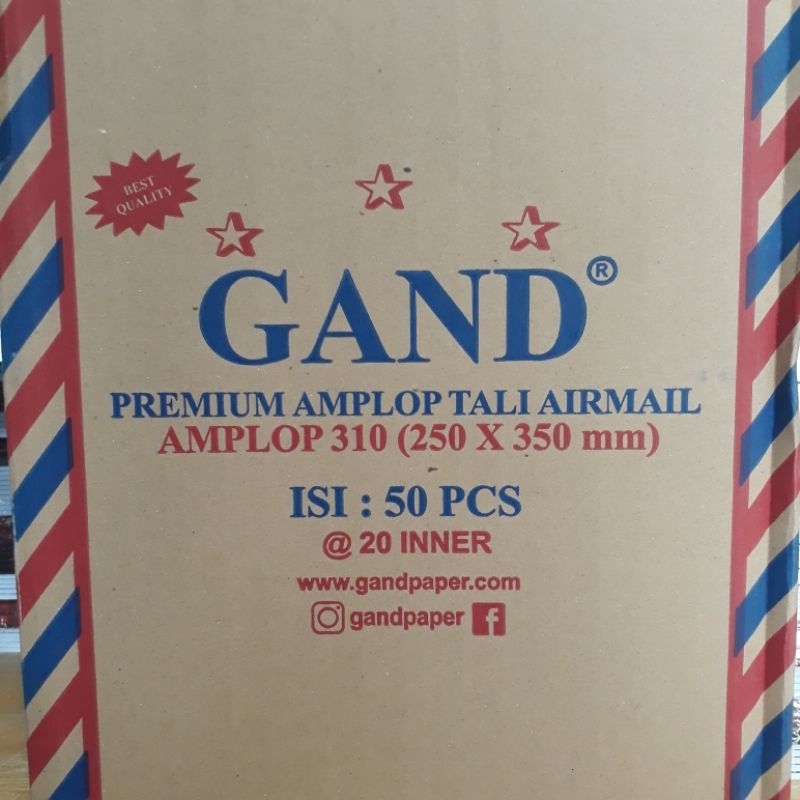 BEST
QUALITY
GAND®
PREMIUM AMPLOP TALI AIRMAIL
AMPLOP 310 (250 X 350 mm)
ISI : 50 PCS
@ 20 INNER
www.gandpaper.com
gandpaper